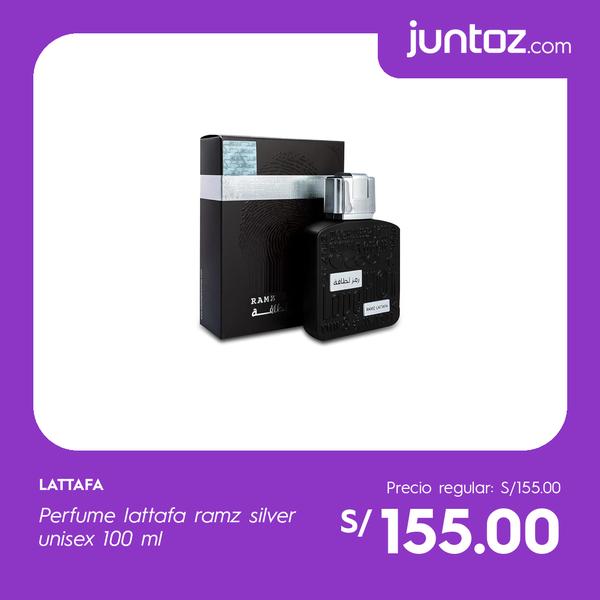 juntoz.com
RAMZ
رمز لطافة
RAMZ LATTAFA
LATTAFA
Perfume lattafa ramz silver
unisex 100 ml
Precio regular: S/155.00
S/155.00